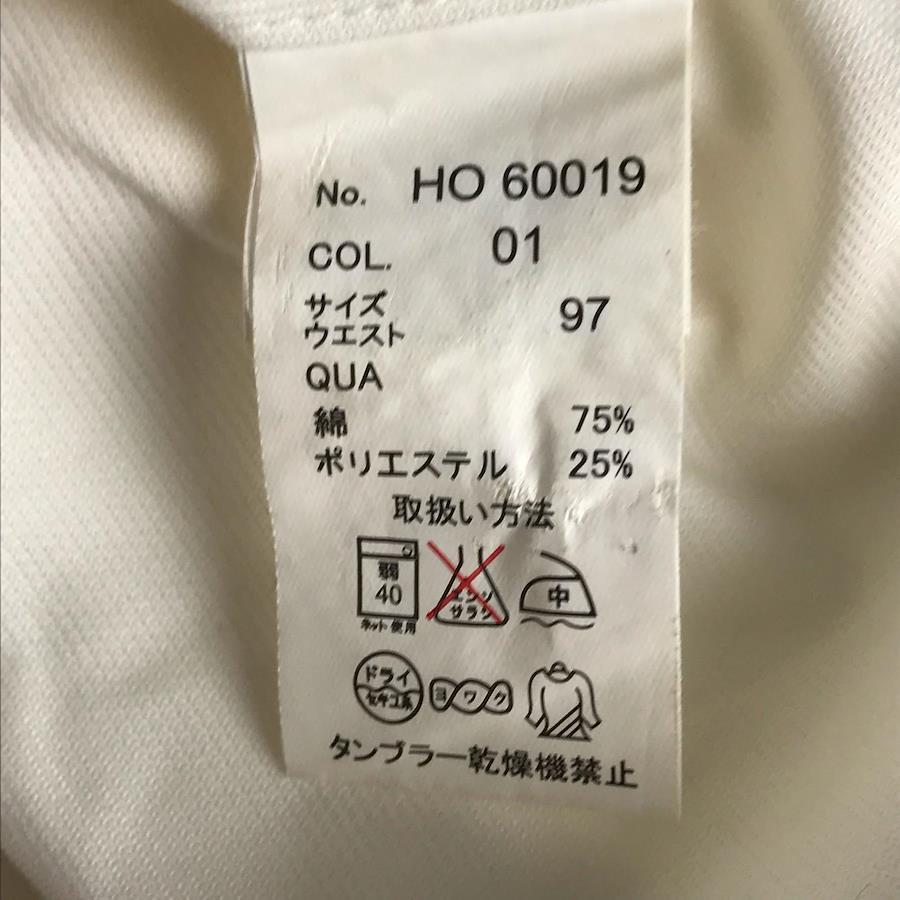 No. HO 60019
COL. 01
サイズ
ウエスト 97
QUA
綿 75%
ポリエステル 25%
取扱い方法
弱
40
ネット使用
エンソ
サラシ
中
ドライ
セキユ系
ヨワク
タンブラー乾燥機禁止